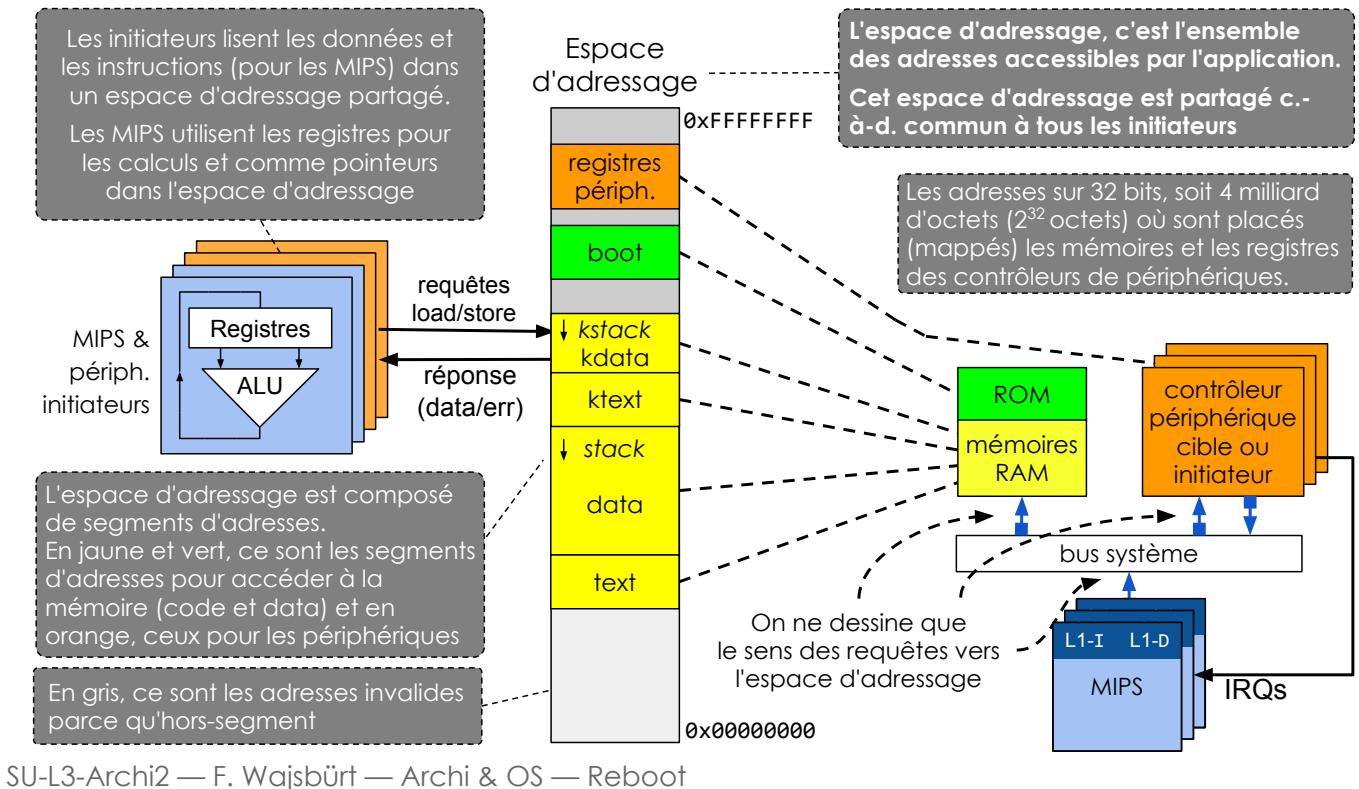 Les initiateurs lisent les données et
les instructions (pour les MIPS) dans
un espace d'adressage partagé.
Les MIPS utilisent les registres pour
les calculs et comme pointeurs
dans l'espace d'adressage
Espace
d'adressage
L'espace d'adressage, c'est l'ensemble
des adresses accessibles par l'application.
Cet espace d'adressage est partagé c.-
à-d. commun à tous les initiateurs
0xFFFFFFFF
registres
périph.
Les adresses sur 32 bits, soit 4 milliard
d'octets (2³² octets) où sont placés
(mappés) les mémoires et les registres
des contrôleurs de périphériques.
boot
requêtes
load/store
MIPS &
périph.
initiateurs
Registres
ALU
réponse
(data/err)
↓ kstack
kdata
ktext
↓ stack
data
text
ROM
mémoires
RAM
contrôleur
périphérique
cible ou
initiateur
L'espace d'adressage est composé
de segments d'adresses.
En jaune et vert, ce sont les segments
d'adresses pour accéder à la
mémoire (code et data) et en
orange, ceux pour les périphériques
bus système
On ne dessine que
le sens des requêtes vers
l'espace d'adressage
L1-I L1-D
MIPS
IRQs
En gris, ce sont les adresses invalides
parce qu'hors-segment
0x00000000
SU-L3-Archi2 — F. Wajsbürt — Archi & OS — Reboot